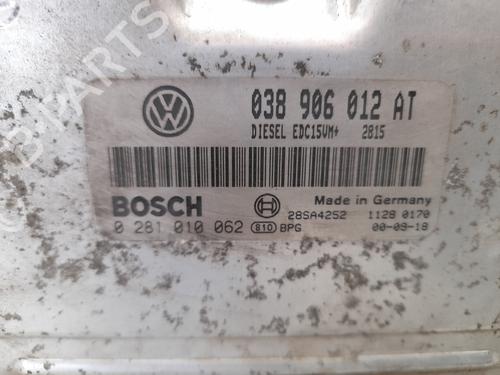 038 906 012 AT
DIESEL EDC15VM+ 2815
BOSCH
Made in Germany
28SA4252 1128 0170
0 281 010 062 810 BPG 00-09-18